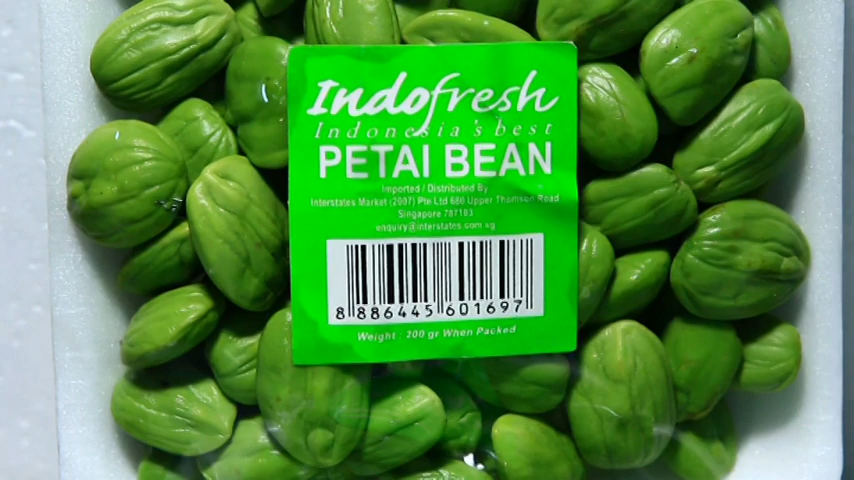 Indofresh
Indonesia's best
PETAI BEAN
Imported / Distributed By
Interstates Market (2007) Pte Ltd 680 Upper Thomson Road
Singapore 787103
enquiry@interstates.com.sg
8 886445 601697
Weight : 200 gr When Packed